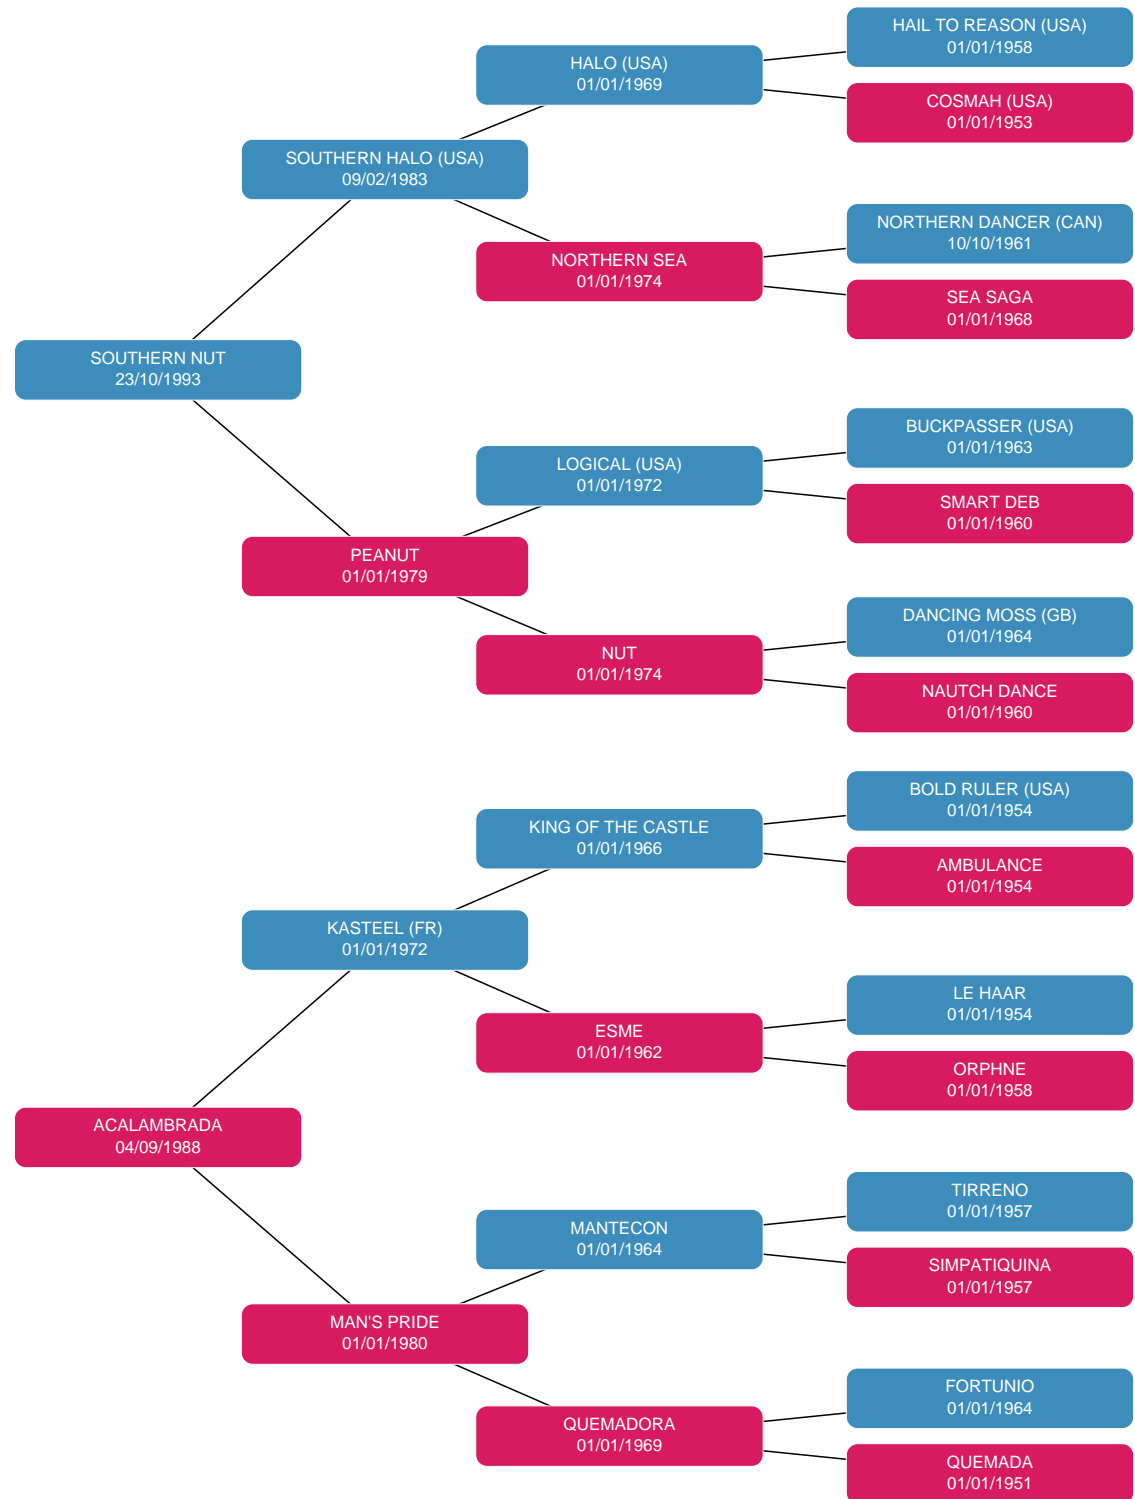 HAIL TO REASON (USA)
01/01/1958
HALO (USA)
01/01/1969
COSMAH (USA)
01/01/1953
SOUTHERN HALO (USA)
09/02/1983
NORTHERN DANCER (CAN)
10/10/1961
NORTHERN SEA
01/01/1974
SEA SAGA
01/01/1968
SOUTHERN NUT
23/10/1993
BUCKPASSER (USA)
01/01/1963
LOGICAL (USA)
01/01/1972
SMART DEB
01/01/1960
PEANUT
01/01/1979
DANCING MOSS (GB)
01/01/1964
NUT
01/01/1974
NAUTCH DANCE
01/01/1960
BOLD RULER (USA)
01/01/1954
KING OF THE CASTLE
01/01/1966
AMBULANCE
01/01/1954
KASTEEL (FR)
01/01/1972
LE HAAR
01/01/1954
ESME
01/01/1962
ORPHNE
01/01/1958
ACALAMBRADA
04/09/1988
TIRRENO
01/01/1957
MANTECON
01/01/1964
SIMPATIQUINA
01/01/1957
MAN'S PRIDE
01/01/1980
FORTUNIO
01/01/1964
QUEMADORA
01/01/1969
QUEMADA
01/01/1951